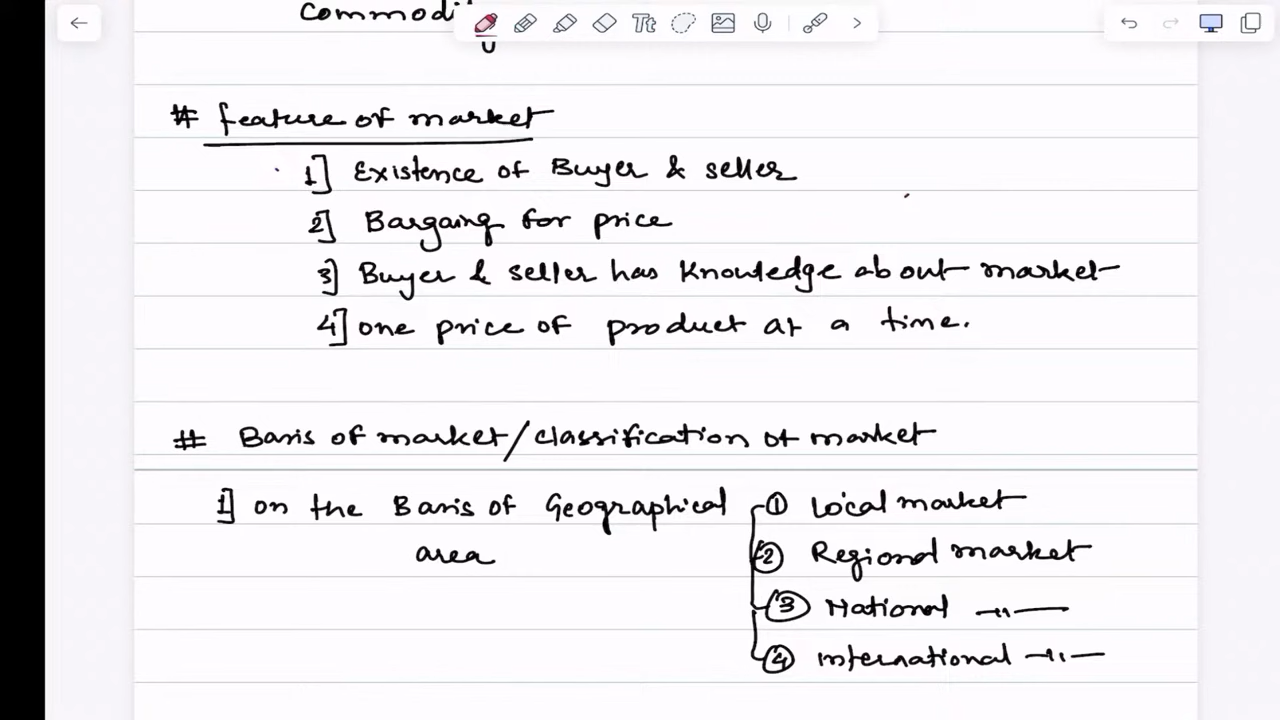 commodity
Tt
# feature of market
1] Existence of Buyer & seller
2] Bargaing for price
3] Buyer & seller has Knowledge about market
4] one price of product at a time.
# Basis of market/classification of market
1] on the Basis of Geographical area
① Local market
② Regional market
③ National —"—
④ international —"—